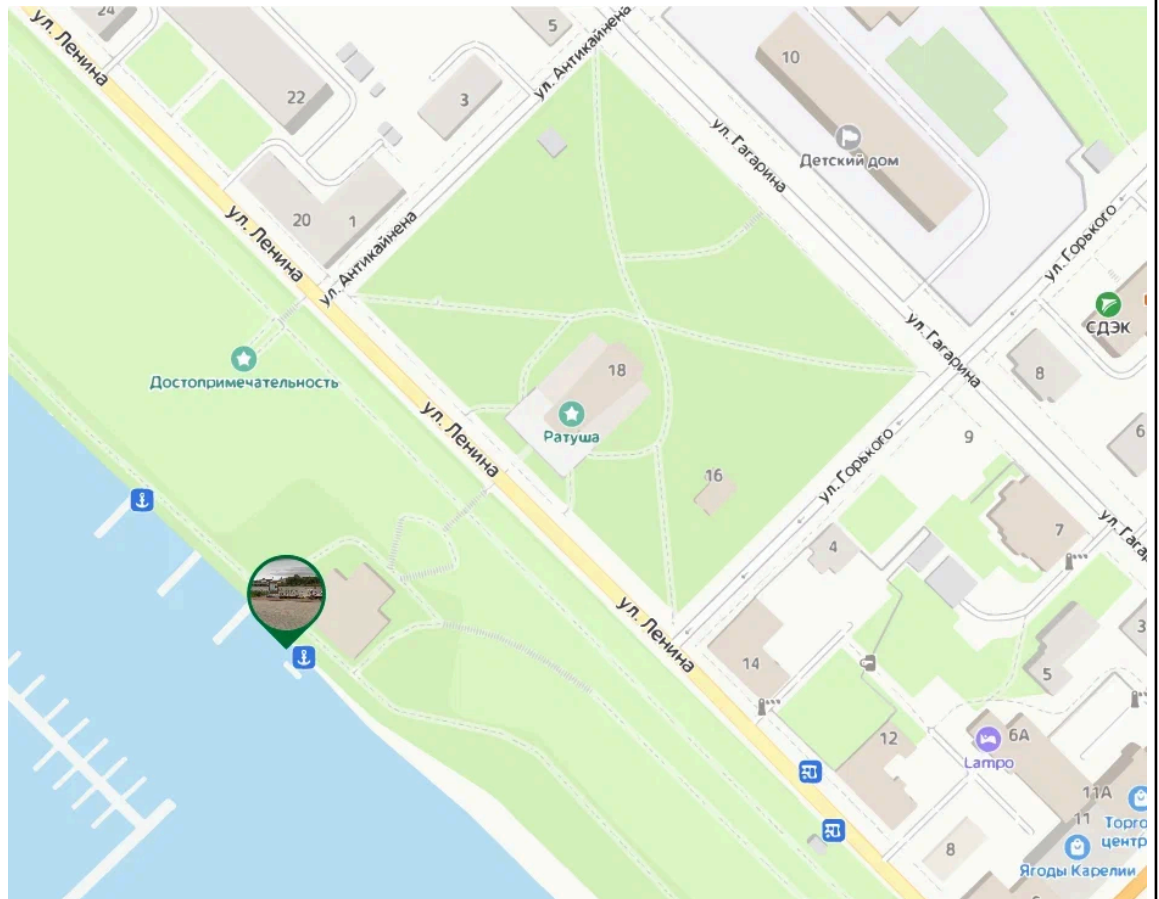 24
5
ул. Ленина
ул. Антикайнена
10
22
3
ул. Гагарина
Детский дом
ул. Горького
20
1
ул. Ленина
ул. Антикайнена
СДЭК
ул. Гагарина
Достопримечательность
18
8
Ратуша
ул. Ленина
6
9
ул. Горького
16
7
4
ул. Гага
ул. Ленина
3
14
5
12
6А
Lampo
11А
11
Торго
центр
8
Ягоды Карелии